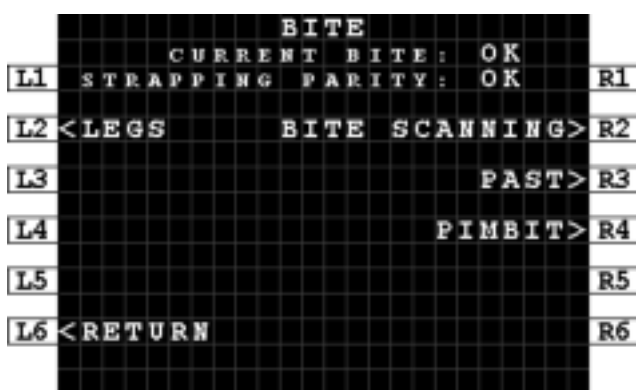 BITE
CURRENT BITE: OK
L1 STRAPPING PARITY: OK R1
L2 <LEGS BITE SCANNING> R2
L3 PAST> R3
L4 PIMBIT> R4
L5 R5
L6 <RETURN R6